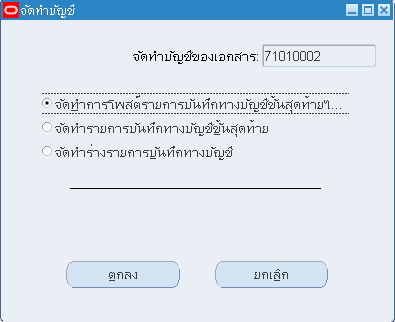 จัดทำบัญชี
จัดทำบัญชีของเอกสาร: 71010002
จัดทำการโพสต์รายการบันทึกทางบัญชีขั้นสุดท้ายใ...
จัดทำรายการบันทึกทางบัญชีขั้นสุดท้าย
จัดทำร่างรายการบันทึกทางบัญชี
ตกลง ยกเลิก